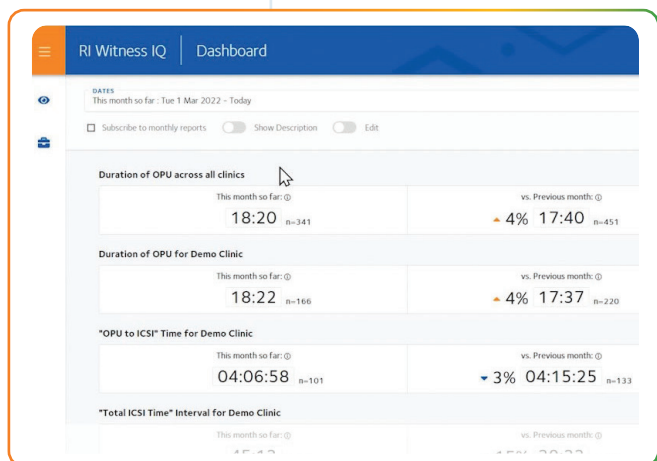 RI Witness IQ Dashboard
DATES
This month so far : Tue 1 Mar 2022 - Today
Subscribe to monthly reports Show Description Edit
Duration of OPU across all clinics
This month so far: vs. Previous month:
18:20 n=341 4% 17:40 n=451
Duration of OPU for Demo Clinic
This month so far: vs. Previous month:
18:22 n=166 4% 17:37 n=220
"OPU to ICSI" Time for Demo Clinic
This month so far: vs. Previous month:
04:06:58 n=101 3% 04:15:25 n=133
"Total ICSI Time" Interval for Demo Clinic
This month so far: vs. Previous month: